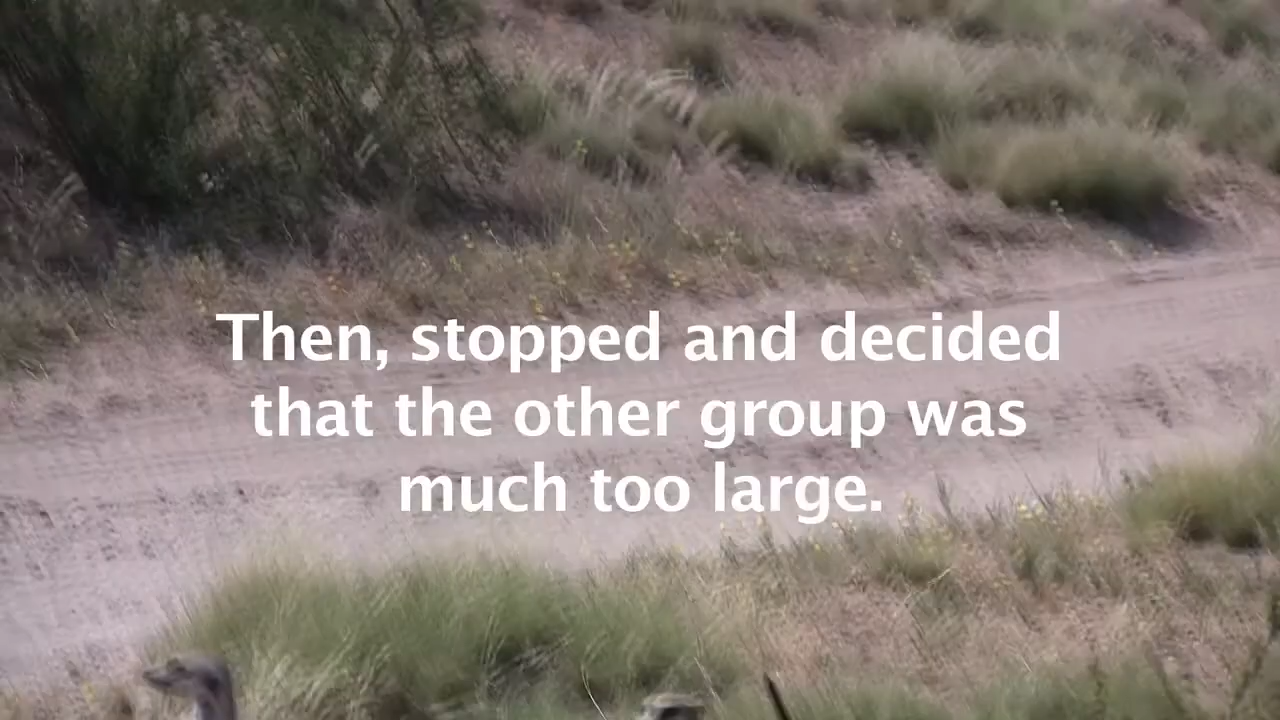 Then, stopped and decided
that the other group was
much too large.